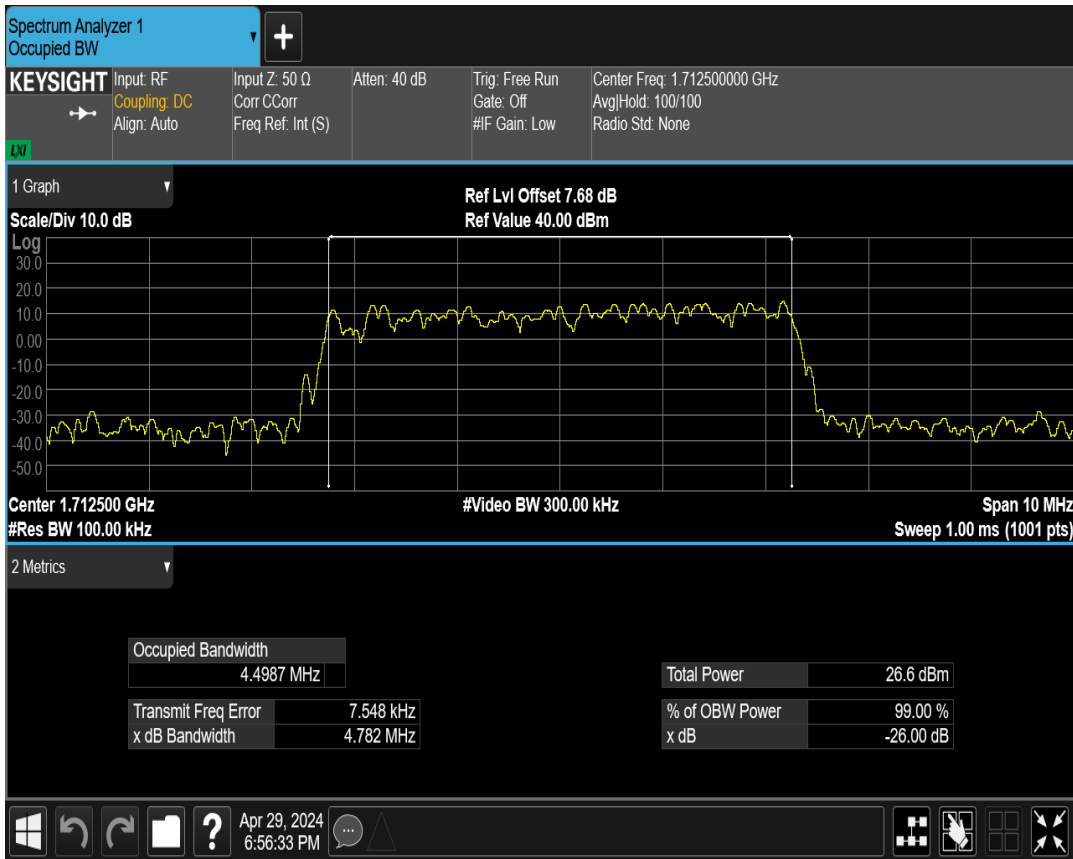 Spectrum Analyzer 1
Occupied BW
+
KEYSIGHT
LXI
Input: RF
Coupling: DC
Align: Auto
Input Z: 50 Ω
Corr CCorr
Freq Ref: Int (S)
Atten: 40 dB
Trig: Free Run
Gate: Off
#IF Gain: Low
Center Freq: 1.712500000 GHz
Avg|Hold: 100/100
Radio Std: None
1 Graph
Scale/Div 10.0 dB
Ref Lvl Offset 7.68 dB
Ref Value 40.00 dBm
Log
30.0
20.0
10.0
0.00
-10.0
-20.0
-30.0
-40.0
-50.0
Center 1.712500 GHz
#Video BW 300.00 kHz
Span 10 MHz
#Res BW 100.00 kHz
Sweep 1.00 ms (1001 pts)
2 Metrics
Occupied Bandwidth
4.4987 MHz
Transmit Freq Error 7.548 kHz
x dB Bandwidth 4.782 MHz
Total Power 26.6 dBm
% of OBW Power 99.00 %
x dB -26.00 dB
?
Apr 29, 2024
6:56:33 PM